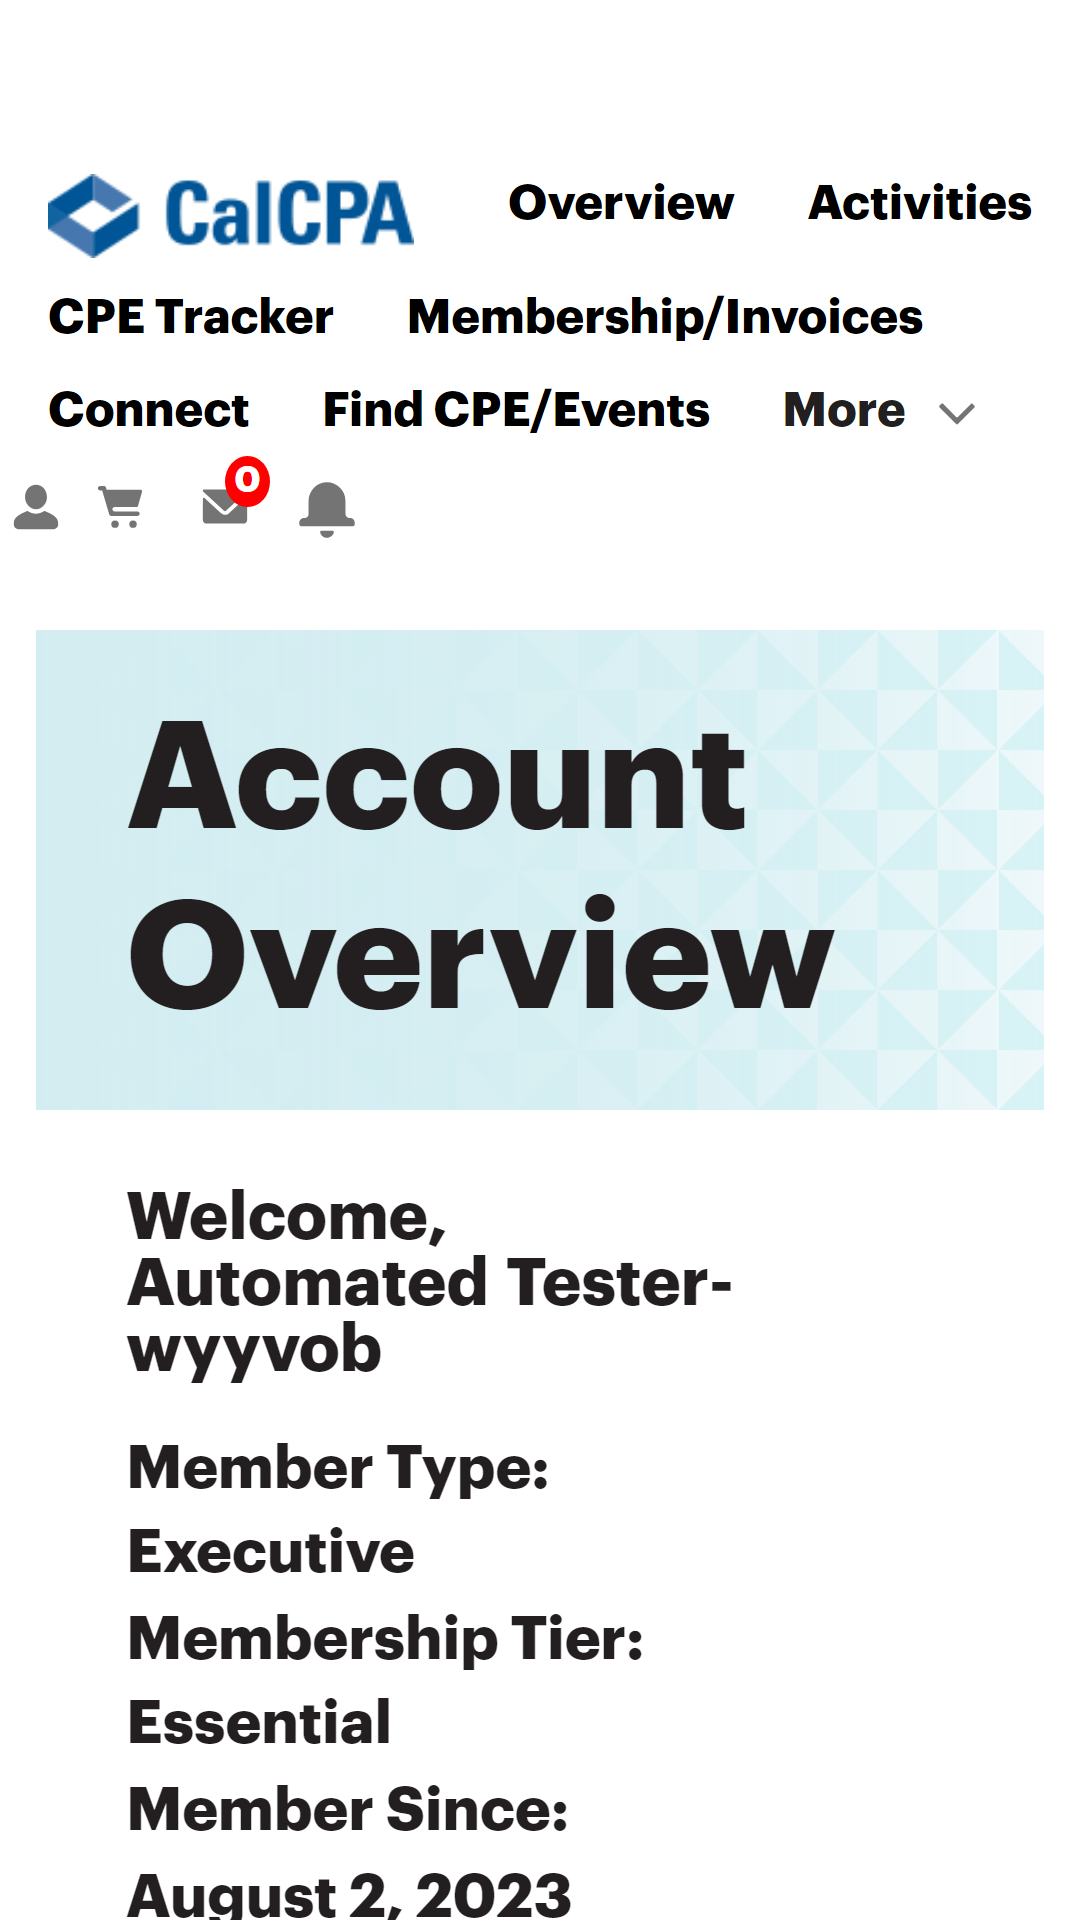 CalCPA Overview Activities
CPE Tracker Membership/Invoices
Connect Find CPE/Events More
0
Account
Overview
Welcome,
Automated Tester-
wyyvob
Member Type:
Executive
Membership Tier:
Essential
Member Since:
August 2, 2023